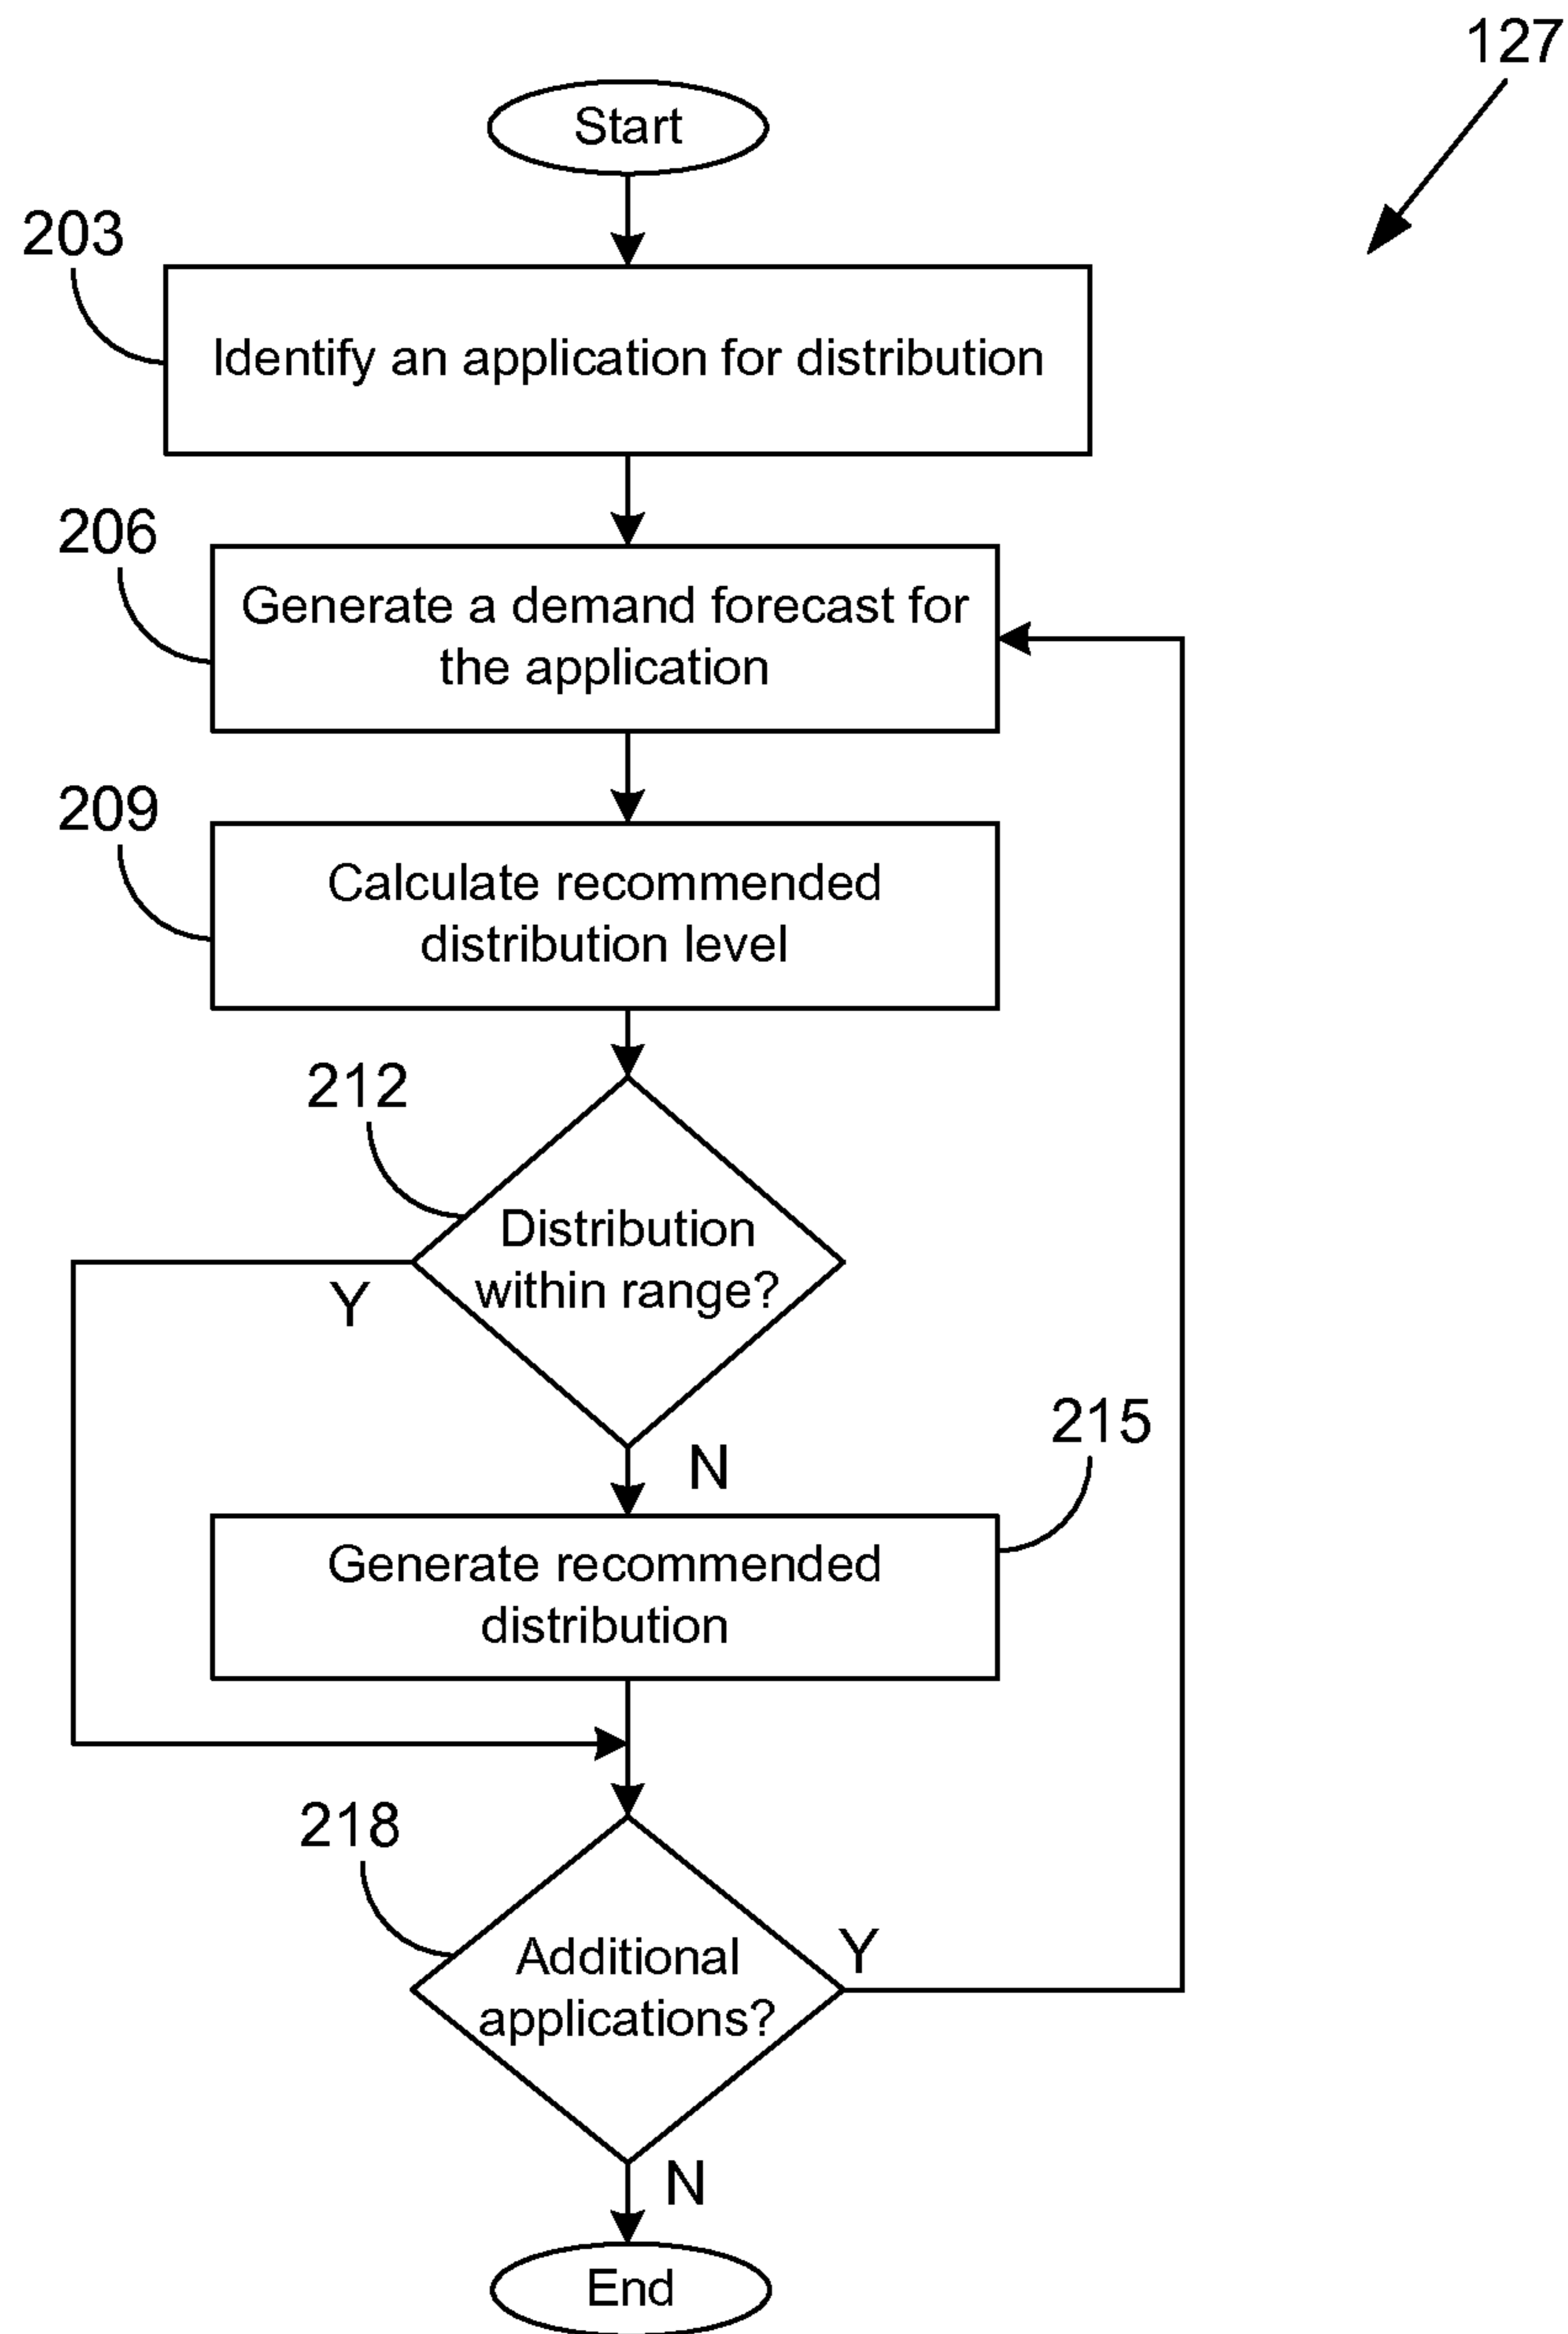 127
Start
203
Identify an application for distribution
206
Generate a demand forecast for
the application
209
Calculate recommended
distribution level
212
Distribution
within range?
Y
N
215
Generate recommended
distribution
218
Additional
applications?
Y
N
End